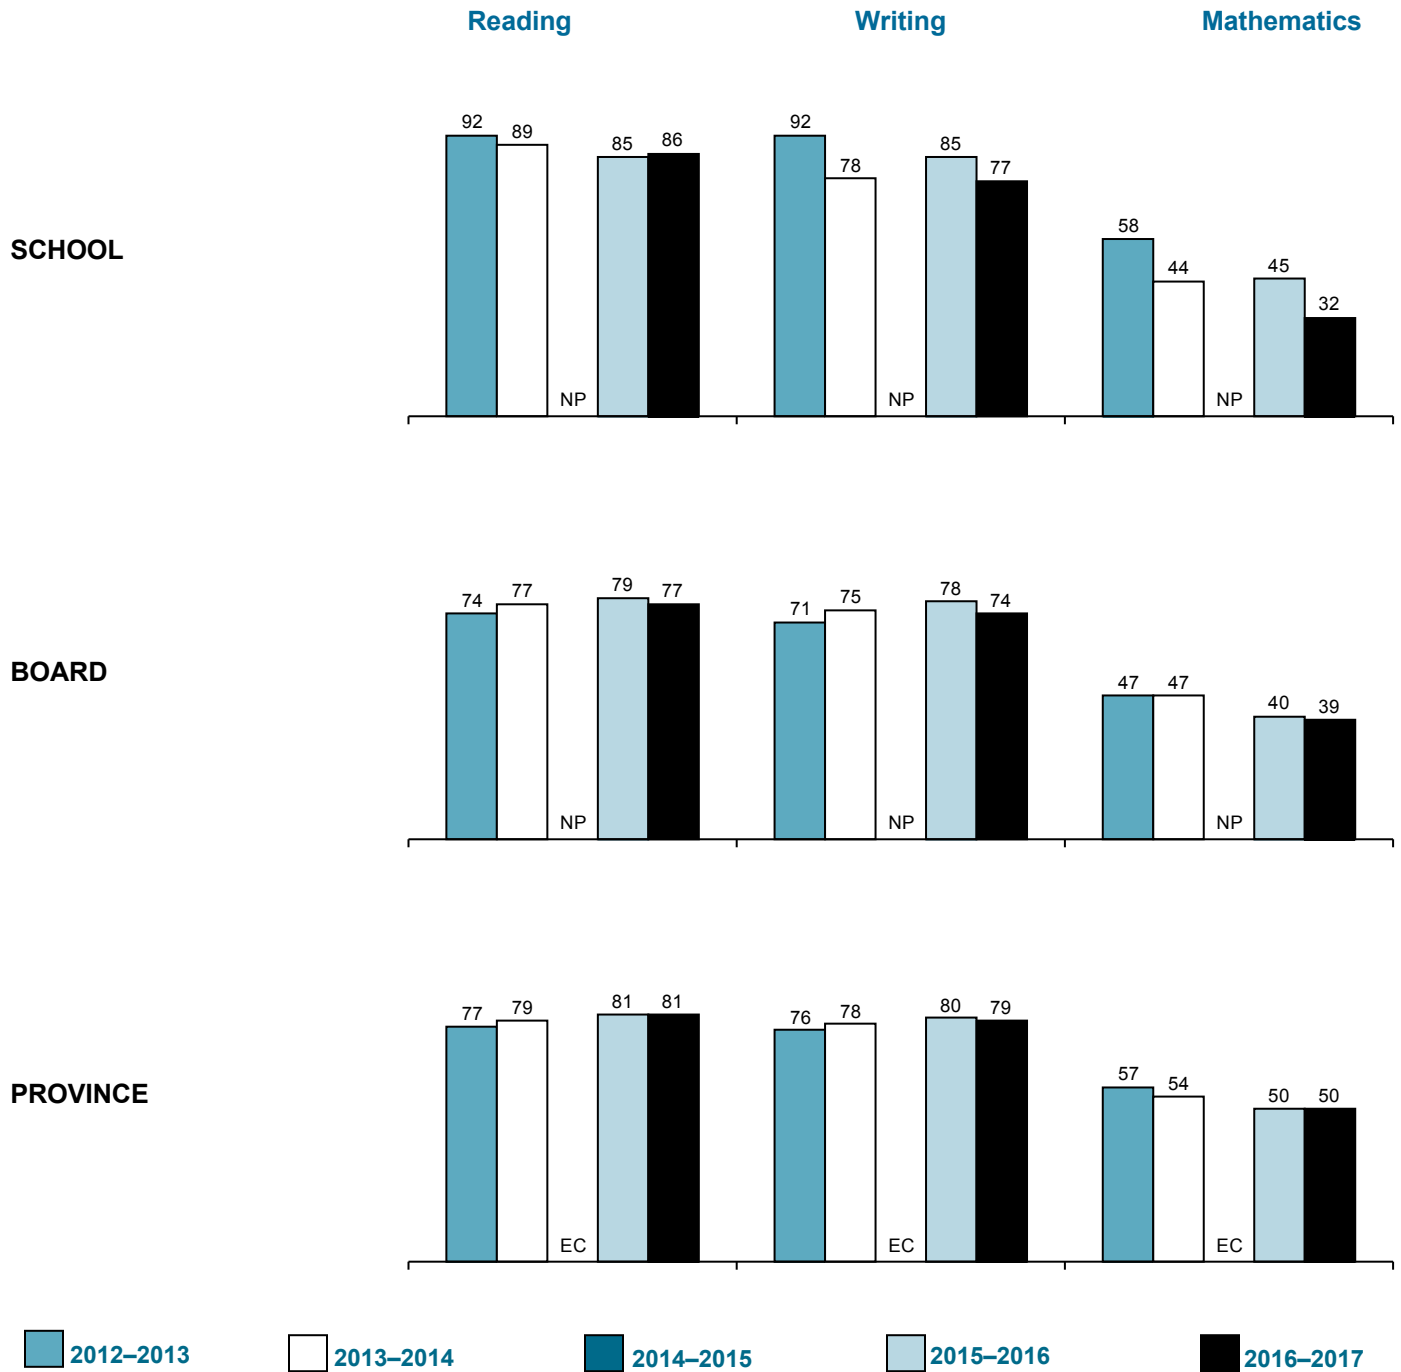 Reading Writing Mathematics
92 89 85 86 92 78 85 77 58 44 45 32
SCHOOL
NP NP NP
74 77 79 77 71 75 78 74 47 47 40 39
BOARD
NP NP NP
77 79 81 81 76 78 80 79 57 54 50 50
PROVINCE
EC EC EC
2012–2013 2013–2014 2014–2015 2015–2016 2016–2017